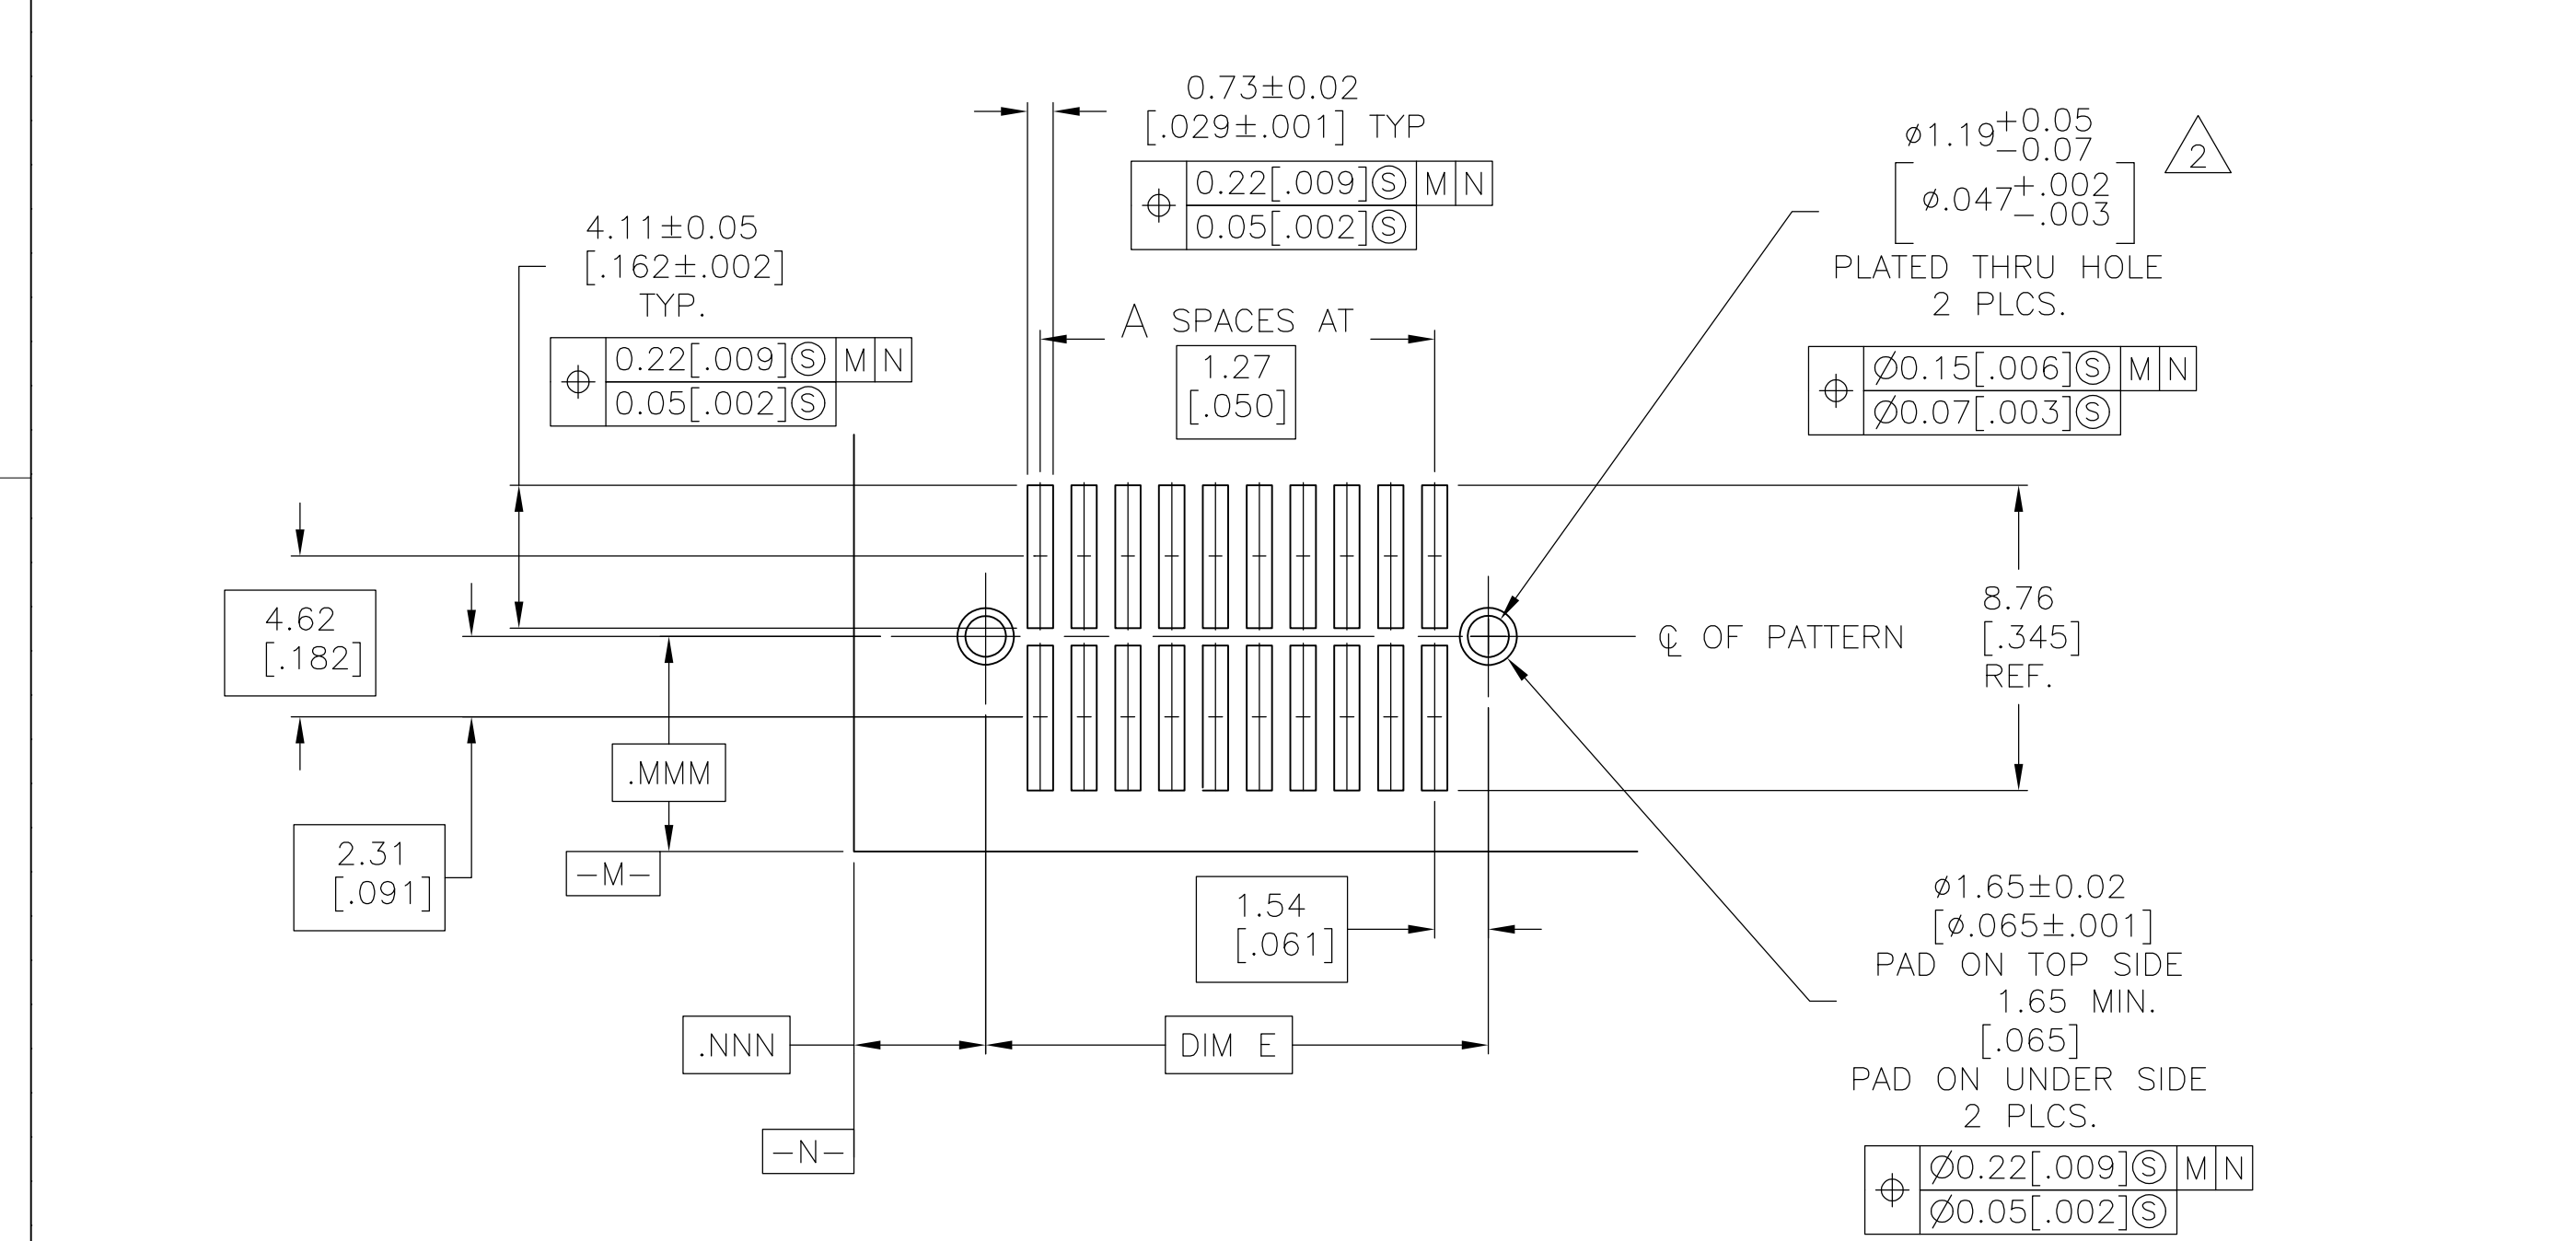 0.73±0.02
[.029±.001] TYP
⌖ 0.22[.009]Ⓢ M N
0.05[.002]Ⓢ
ø1.19+0.05
−0.07
[ø.047+.002
−.003]
2
PLATED THRU HOLE
2 PLCS.
⌖ Ø0.15[.006]Ⓢ M N
Ø0.07[.003]Ⓢ
4.11±0.05
[.162±.002]
TYP.
⌖ 0.22[.009]Ⓢ M N
0.05[.002]Ⓢ
A SPACES AT
1.27
[.050]
4.62
[.182]
℄ OF PATTERN
8.76
[.345]
REF.
.MMM
2.31
[.091]
−M−
1.54
[.061]
ø1.65±0.02
[ø.065±.001]
PAD ON TOP SIDE
1.65 MIN.
[.065]
PAD ON UNDER SIDE
2 PLCS.
⌖ Ø0.22[.009]Ⓢ M N
Ø0.05[.002]Ⓢ
.NNN
DIM E
−N−